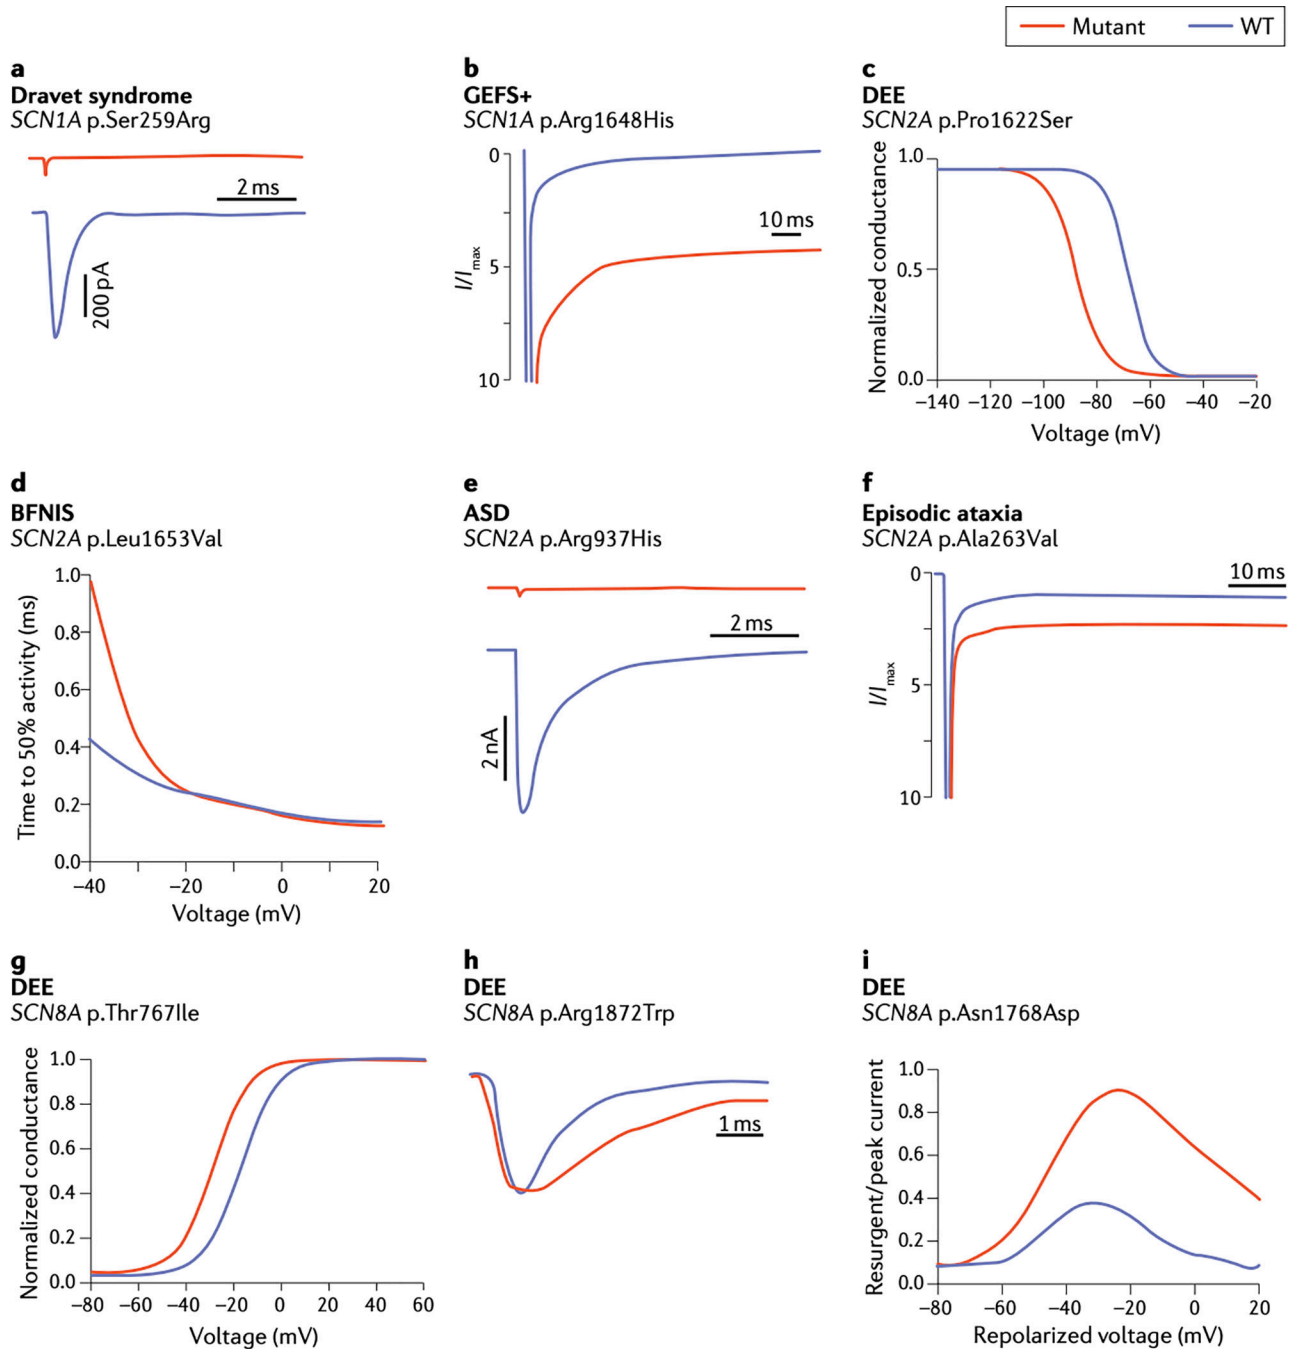 Mutant WT
a
Dravet syndrome
SCN1A p.Ser259Arg
2 ms
200 pA
b
GEFS+
SCN1A p.Arg1648His
0
5
10
I/Imax
10 ms
c
DEE
SCN2A p.Pro1622Ser
Normalized conductance
1.0
0.5
0.0
−140 −120 −100 −80 −60 −40 −20
Voltage (mV)
d
BFNIS
SCN2A p.Leu1653Val
Time to 50% activity (ms)
1.0
0.8
0.6
0.4
0.2
0.0
−40 −20 0 20
Voltage (mV)
e
ASD
SCN2A p.Arg937His
2 ms
2 nA
f
Episodic ataxia
SCN2A p.Ala263Val
0
5
10
I/Imax
10 ms
g
DEE
SCN8A p.Thr767Ile
Normalized conductance
1.0
0.8
0.6
0.4
0.2
0.0
−80 −60 −40 −20 0 20 40 60
Voltage (mV)
h
DEE
SCN8A p.Arg1872Trp
1 ms
i
DEE
SCN8A p.Asn1768Asp
Resurgent/peak current
1.0
0.8
0.6
0.4
0.2
0.0
−80 −60 −40 −20 0 20
Repolarized voltage (mV)